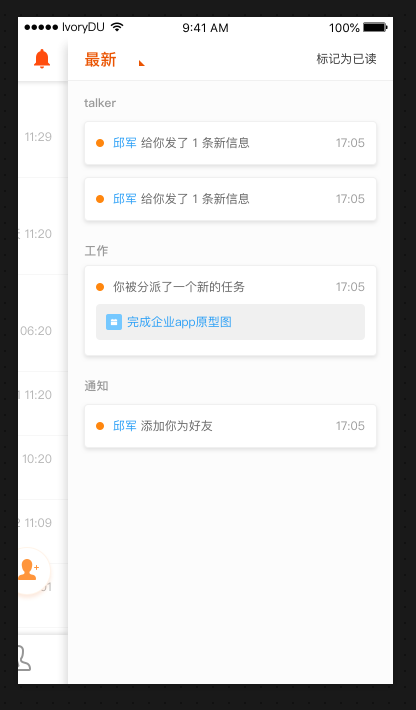 IvoryDU 9:41 AM 100%
最新 标记为已读
talker
11:29
邱军 给你发了 1 条新信息 17:05
邱军 给你发了 1 条新信息 17:05
11:20
工作
你被分派了一个新的任务 17:05
完成企业app原型图
06:20
通知
11:20
邱军 添加你为好友 17:05
10:20
11:09